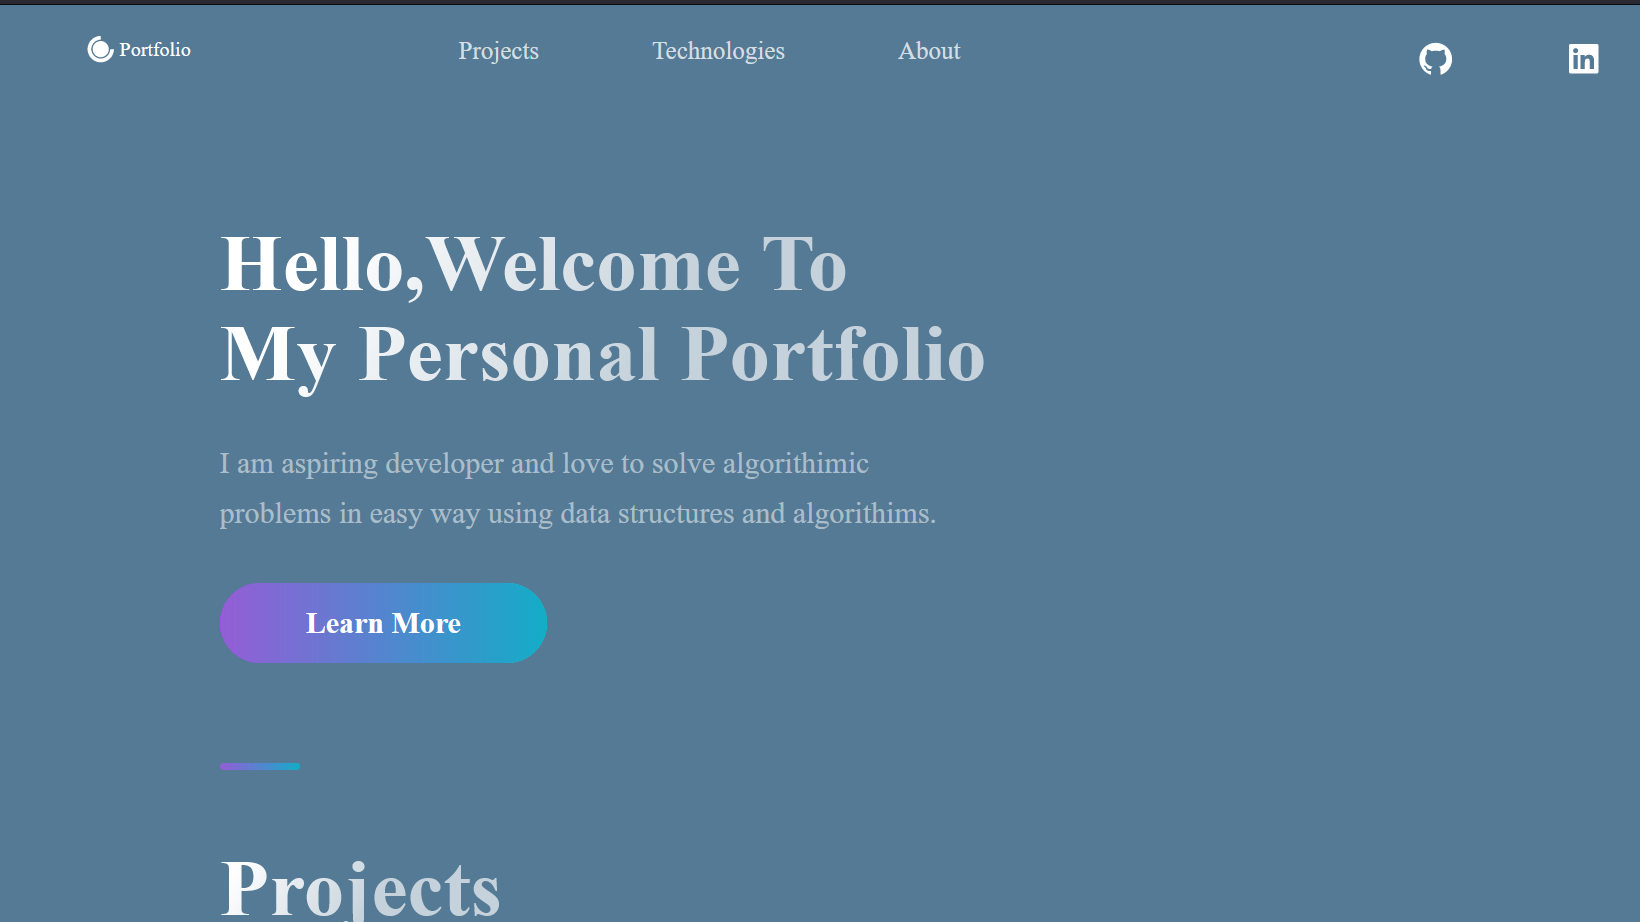 Portfolio
Projects
Technologies
About
Hello,Welcome To
My Personal Portfolio
I am aspiring developer and love to solve algorithimic
problems in easy way using data structures and algorithims.
Learn More
Projects